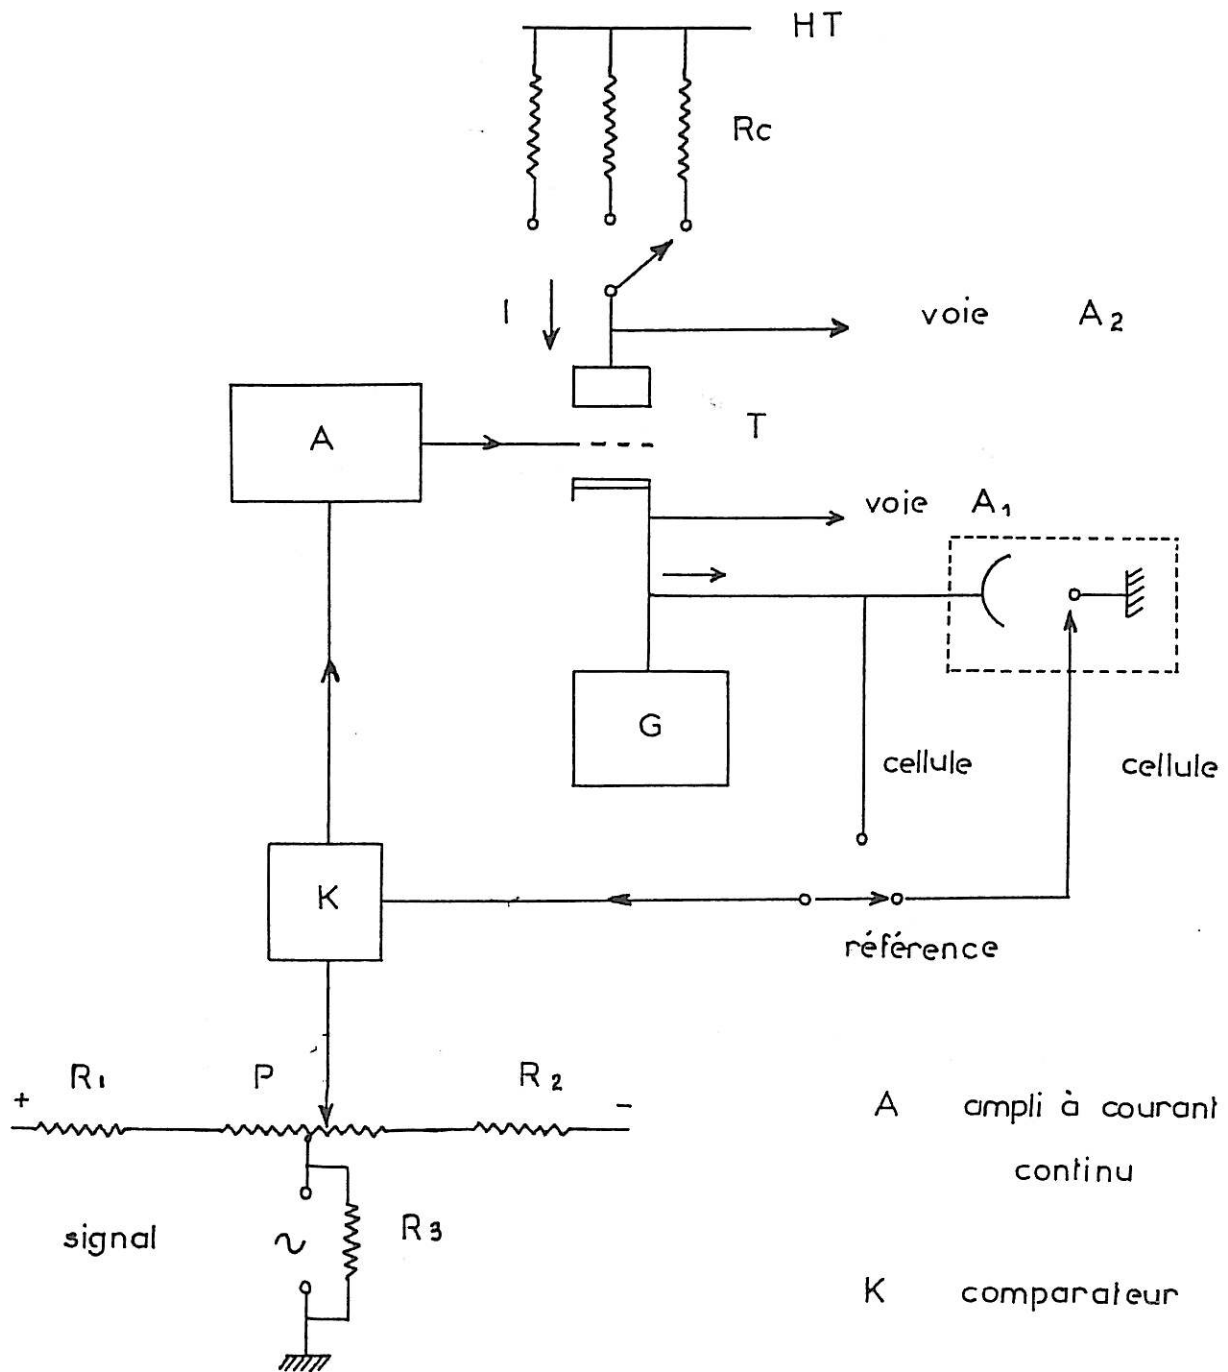 HT
Rc
I
voie A2
A
T
voie A1
G
cellule
cellule
K
référence
R1 P R2
+ -
A ampli à courant
continu
signal ~ R3
K comparateur